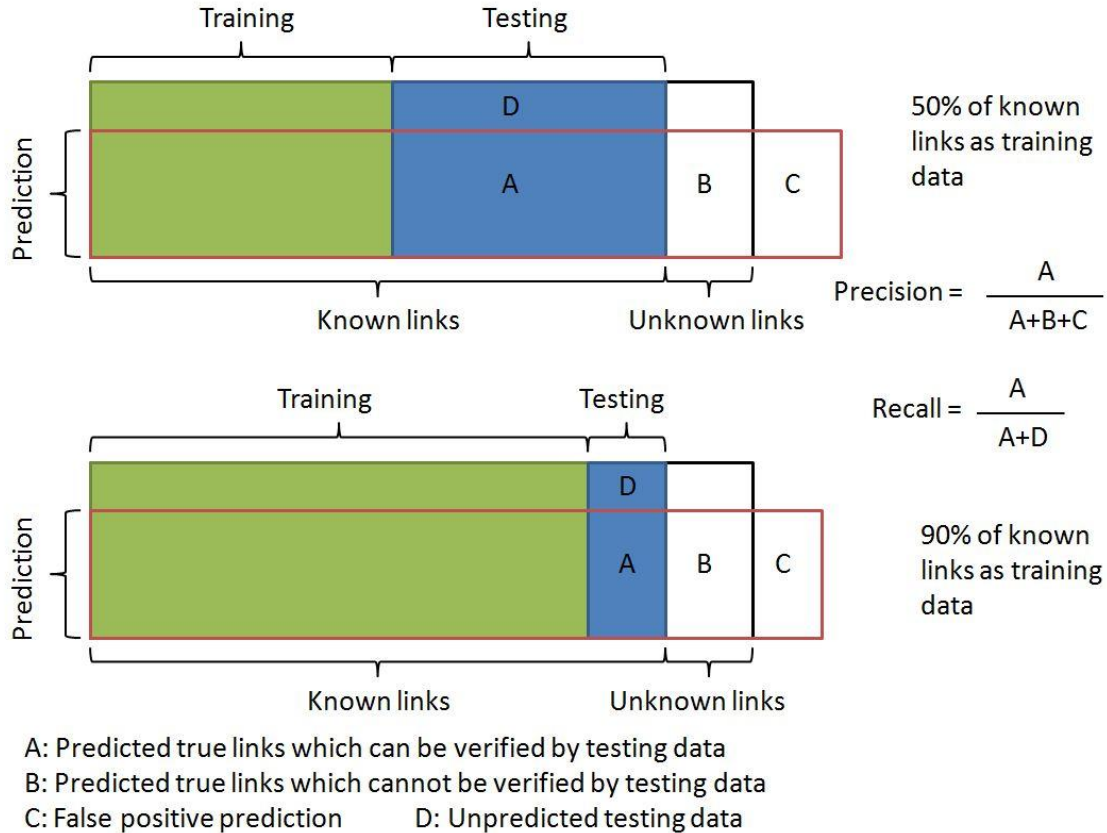 Training
Testing
D
Prediction
A
B
C
Known links
Unknown links
50% of known
links as training
data
Precision =
A
A+B+C
Recall =
A
A+D
Training
Testing
D
Prediction
A
B
C
Known links
Unknown links
90% of known
links as training
data
A: Predicted true links which can be verified by testing data
B: Predicted true links which cannot be verified by testing data
C: False positive prediction D: Unpredicted testing data